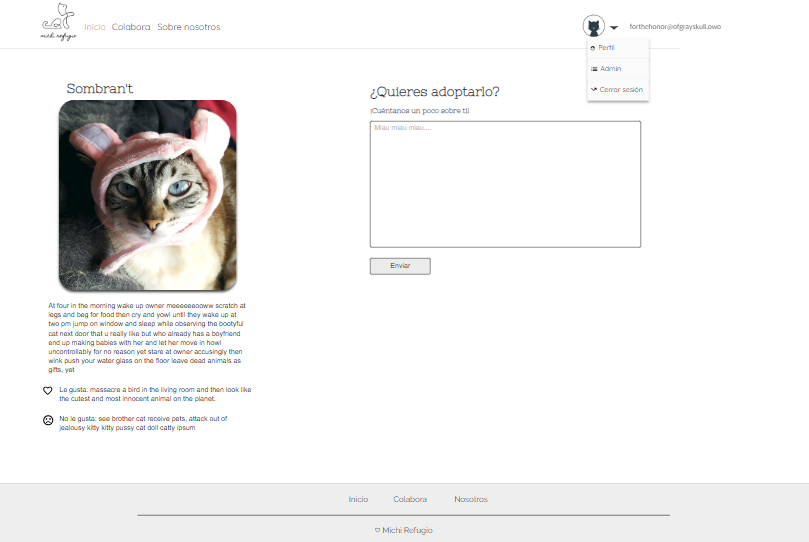 michi refugio
Inicio Colabora Sobre nosotros
forthehonor@ofgrayskull.owo
Perfil
Admin
Cerrar sesión
Sombran't
At four in the morning wake up owner meeeeeeooww scratch at
legs and beg for food then cry and yowl until they wake up at
two pm jump on window and sleep while observing the bootyful
cat next door that u really like but who already has a boyfriend
end up making babies with her and let her move in howl
uncontrollably for no reason yet stare at owner accusingly then
wink push your water glass on the floor leave dead animals as
gifts, yet
Le gusta: massacre a bird in the living room and then look like
the cutest and most innocent animal on the planet.
No le gusta: see brother cat receive pets, attack out of
jealousy kitty kitty pussy cat doll catty ipsum
¿Quieres adoptarlo?
¡Cuéntanos un poco sobre ti!
Miau miau miau....
Enviar
Inicio Colabora Nosotros
Michi Refugio